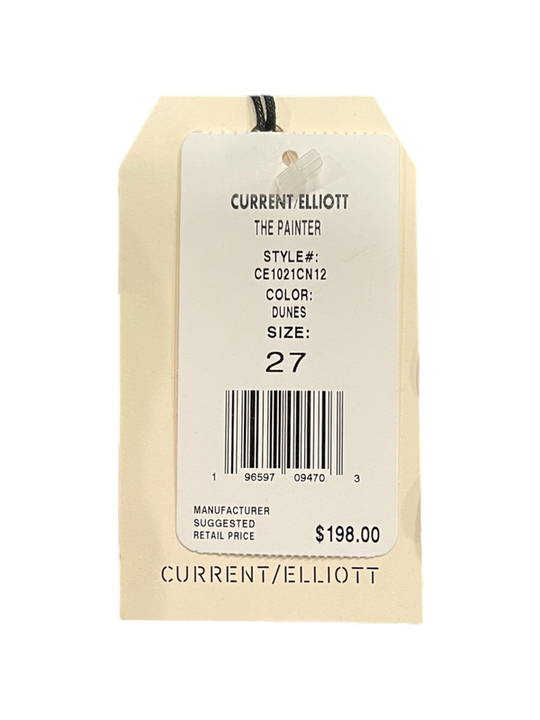 CURRENT/ELLIOTT
THE PAINTER
STYLE#:
CE1021CN12
COLOR:
DUNES
SIZE:
27
1 96597 09470 3
MANUFACTURER
SUGGESTED
RETAIL PRICE $198.00
CURRENT/ELLIOTT